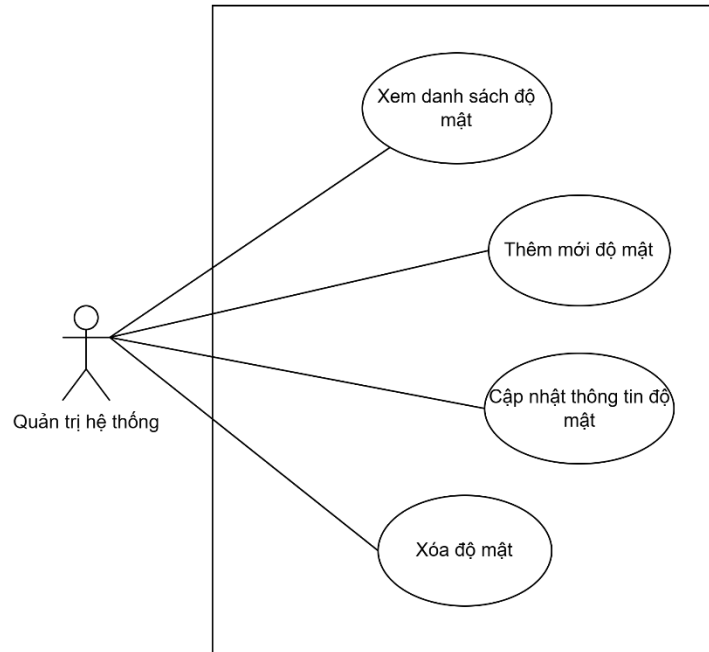 Xem danh sách độ
mật
Thêm mới độ mật
Cập nhật thông tin độ
mật
Quản trị hệ thống
Xóa độ mật